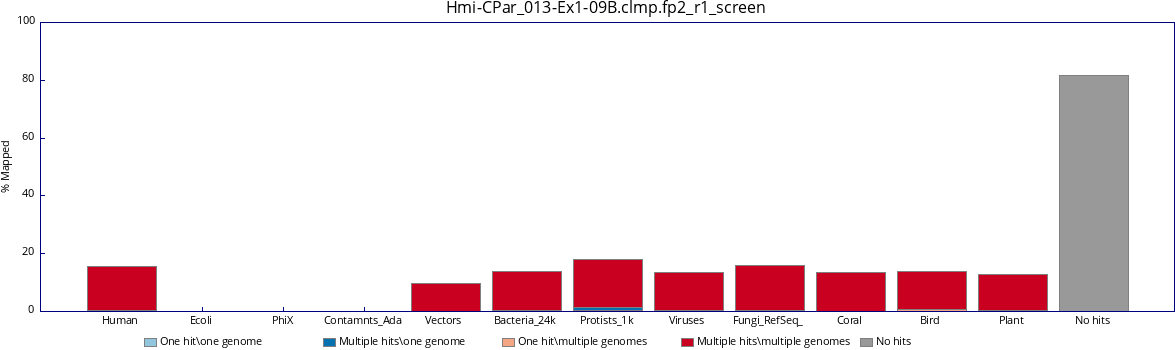 Hmi-CPar_013-Ex1-09B.clmp.fp2_r1_screen
100
80
60
40
20
0
% Mapped
Human Ecoli PhiX Contamnts_Ada Vectors Bacteria_24k Protists_1k Viruses Fungi_RefSeq_ Coral Bird Plant No hits
One hit\one genome Multiple hits\one genome One hit\multiple genomes Multiple hits\multiple genomes No hits